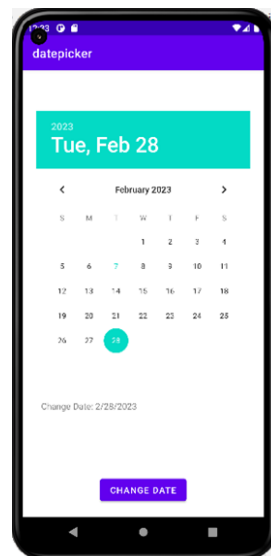 datepicker
2023
Tue, Feb 28
February 2023
S M T W T F S
1 2 3 4
5 6 7 8 9 10 11
12 13 14 15 16 17 18
19 20 21 22 23 24 25
26 27 28
Change Date: 2/28/2023
CHANGE DATE